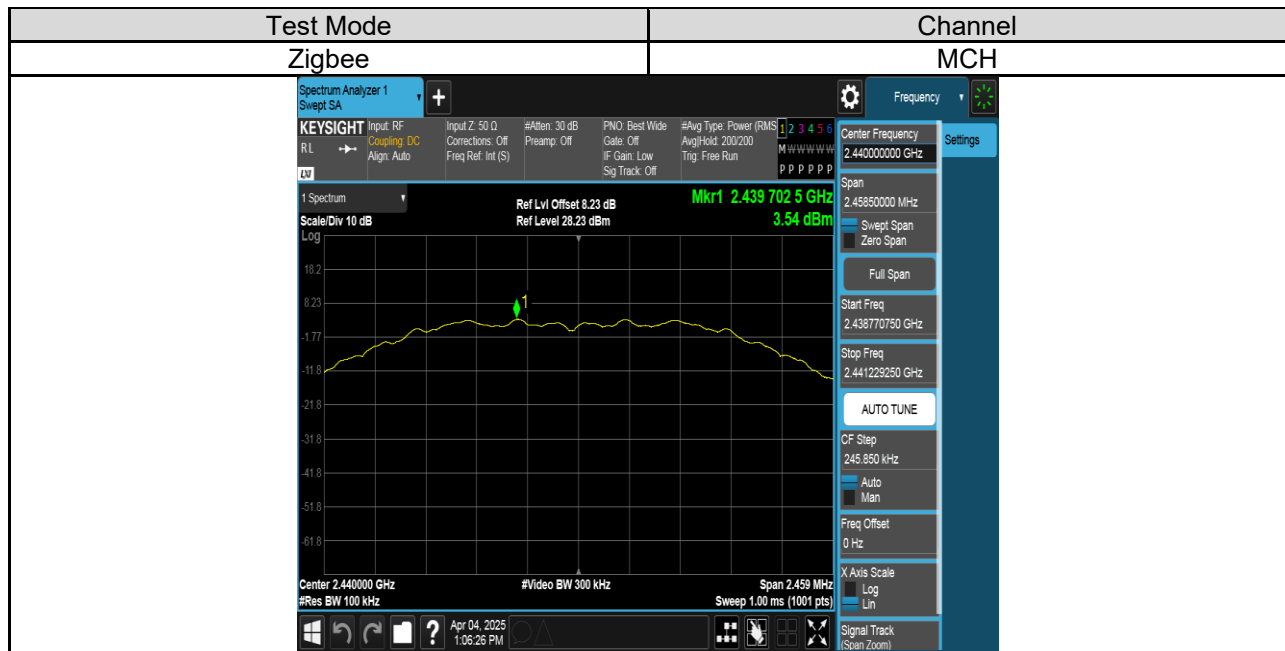 Test Mode Channel
Zigbee MCH
Spectrum Analyzer 1
Swept SA
Frequency
KEYSIGHT
RL
LXI
Input: RF
Coupling: DC
Align: Auto
Input Z: 50 Ω
Corrections: Off
Freq Ref: Int (S)
#Atten: 30 dB
Preamp: Off
PNO: Best Wide
Gate: Off
IF Gain: Low
Sig Track: Off
#Avg Type: Power (RMS
Avg|Hold: 200/200
Trig: Free Run
1 2 3 4 5 6
M W W W W W
P P P P P P
1 Spectrum
Scale/Div 10 dB
Log
Ref Lvl Offset 8.23 dB
Ref Level 28.23 dBm
Mkr1 2.439 702 5 GHz
3.54 dBm
18.2
8.23
-1.77
-11.8
-21.8
-31.8
-41.8
-51.8
-61.8
1
Center 2.440000 GHz
#Res BW 100 kHz
#Video BW 300 kHz
Span 2.459 MHz
Sweep 1.00 ms (1001 pts)
Apr 04, 2025
1:06:26 PM
?
Center Frequency
2.440000000 GHz
Settings
Span
2.45850000 MHz
Swept Span
Zero Span
Full Span
Start Freq
2.438770750 GHz
Stop Freq
2.441229250 GHz
AUTO TUNE
CF Step
245.850 kHz
Auto
Man
Freq Offset
0 Hz
X Axis Scale
Log
Lin
Signal Track
(Span Zoom)